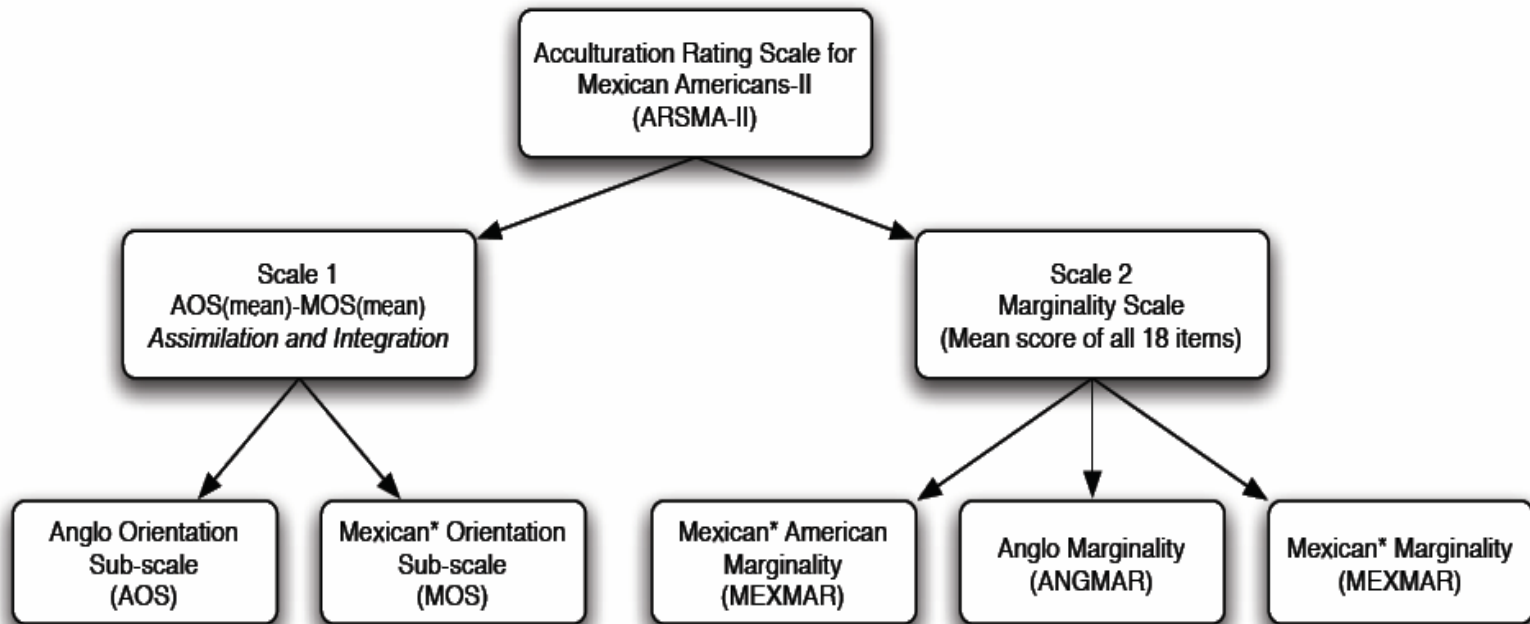 Acculturation Rating Scale for
Mexican Americans-II
(ARSMA-II)
Scale 1
AOS(mean)-MOS(mean)
Assimilation and Integration
Scale 2
Marginality Scale
(Mean score of all 18 items)
Anglo Orientation
Sub-scale
(AOS)
Mexican* Orientation
Sub-scale
(MOS)
Mexican* American
Marginality
(MEXMAR)
Anglo Marginality
(ANGMAR)
Mexican* Marginality
(MEXMAR)